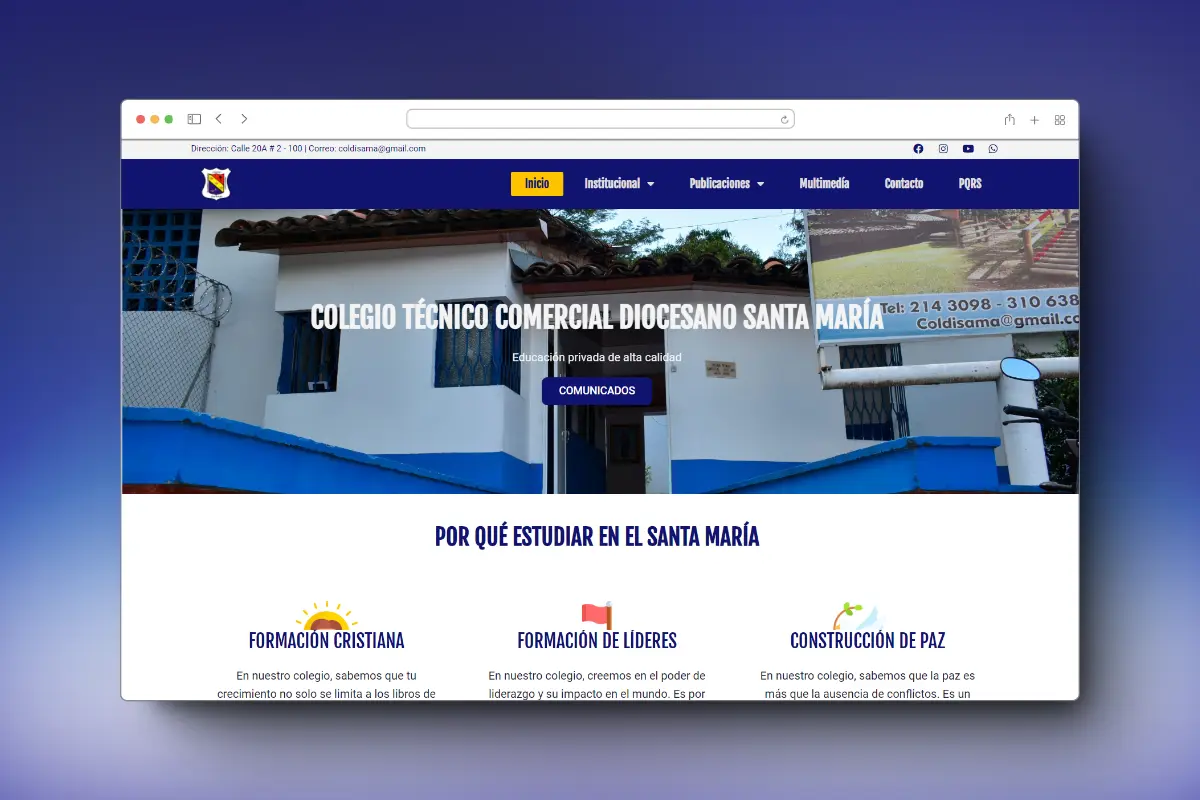 Dirección: Calle 20A # 2 - 100 | Correo: coldisama@gmail.com
Inicio
Institucional
Publicaciones
Multimedía
Contacto
PQRS
Tel: 214 3098 - 310 638
Coldisama@gmail.co
COLEGIO TÉCNICO COMERCIAL DIOCESANO SANTA MARÍA
Educación privada de alta calidad
COMUNICADOS
POR QUÉ ESTUDIAR EN EL SANTA MARÍA
FORMACIÓN CRISTIANA
En nuestro colegio, sabemos que tu
crecimiento no solo se limita a los libros de
FORMACIÓN DE LÍDERES
En nuestro colegio, creemos en el poder de
liderazgo y su impacto en el mundo. Es por
CONSTRUCCIÓN DE PAZ
En nuestro colegio, sabemos que la paz es
más que la ausencia de conflictos. Es un